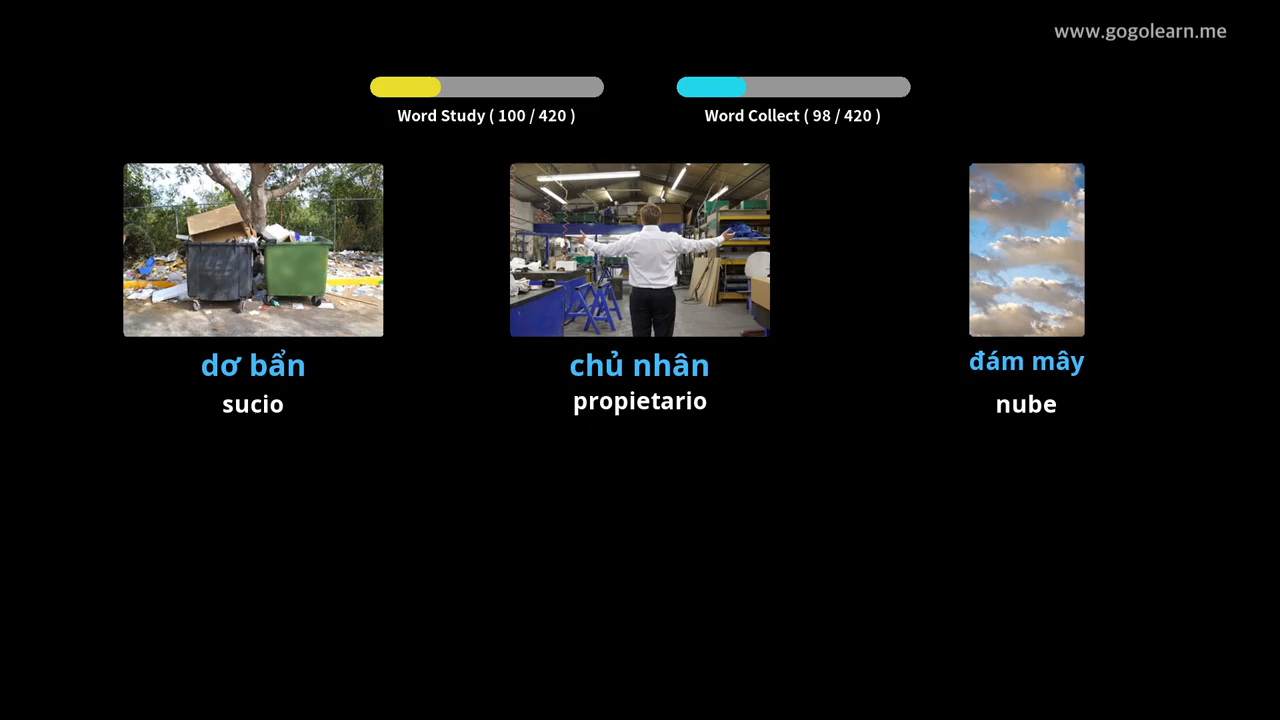 www.gogolearn.me
Word Study ( 100 / 420 )
Word Collect ( 98 / 420 )
dơ bẩn
sucio
chủ nhân
propietario
đám mây
nube